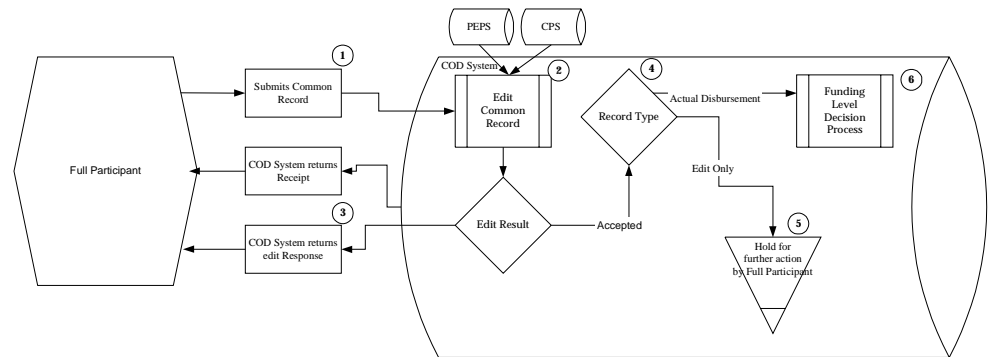 PEPS
CPS
1
COD System
2
4
6
Submits Common
Record
Edit
Common
Record
Record Type
Actual Disbursement
Funding
Level
Decision
Process
Full Participant
COD System returns
Receipt
Edit Only
3
5
COD System returns
edit Response
Edit Result
Accepted
Hold for
further action
by Full Participant